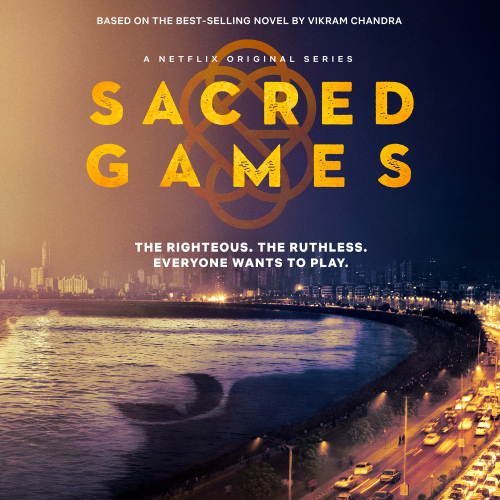 BASED ON THE BEST-SELLING NOVEL BY VIKRAM CHANDRA
A NETFLIX ORIGINAL SERIES
SACRED
GAMES
THE RIGHTEOUS. THE RUTHLESS.
EVERYONE WANTS TO PLAY.